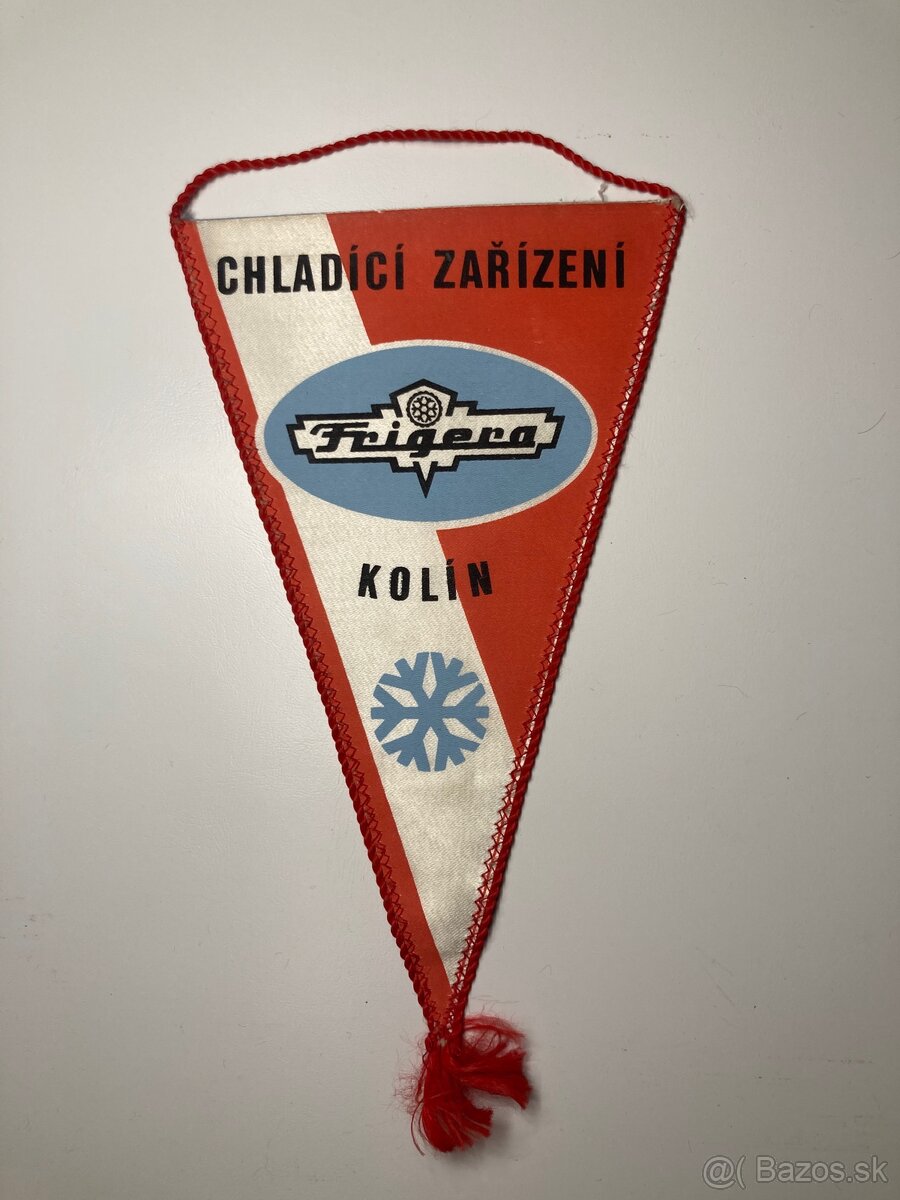 CHLADÍCÍ ZAŘÍZENÍ
Frigera
KOLÍN
@( Bazos.sk